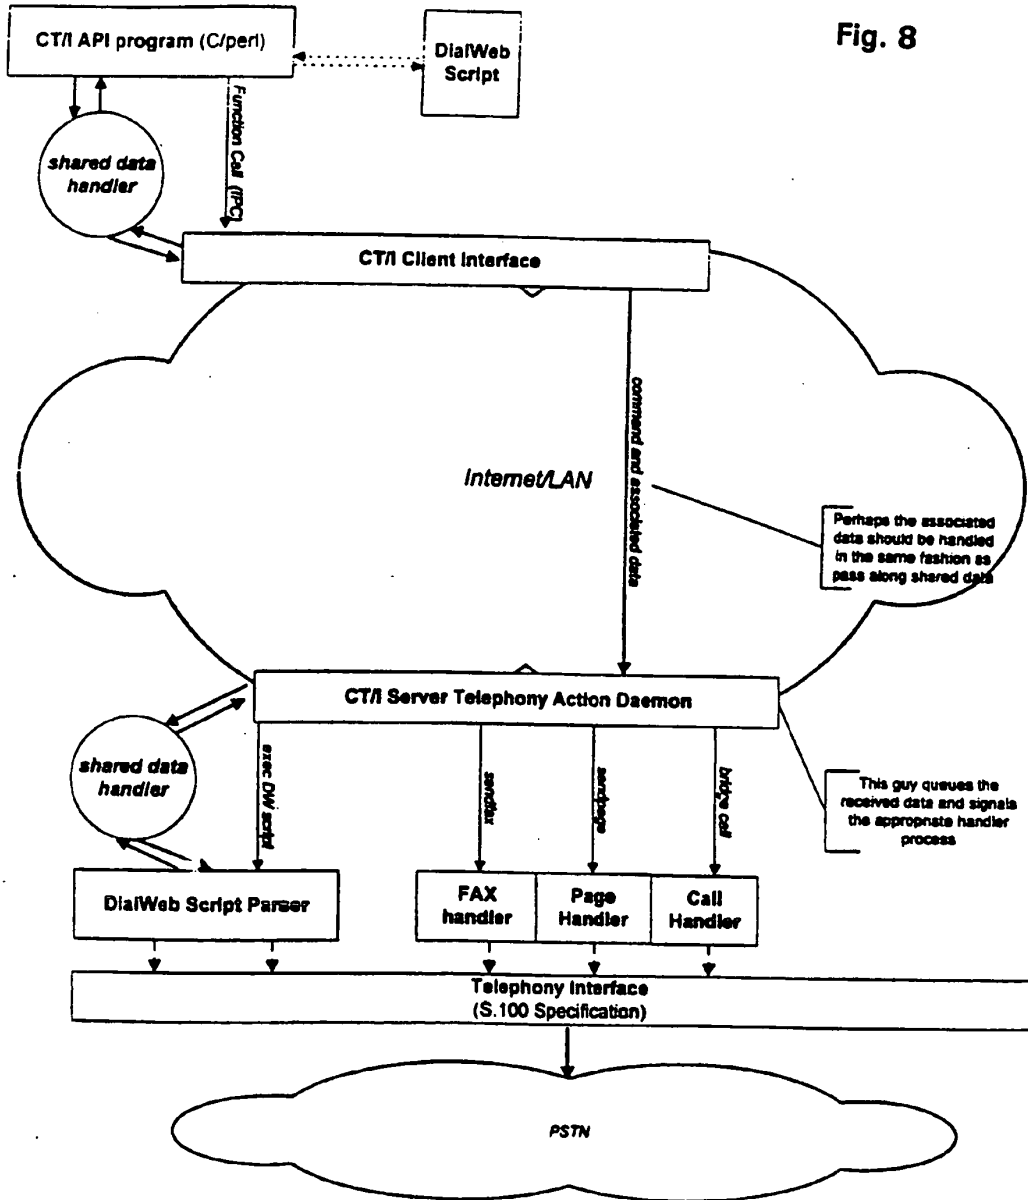 Fig. 8
CT/I API program (C/perl)
DialWeb
Script
shared data
handler
Function Call (IPC)
CT/I Client Interface
command and associated data
Internet/LAN
Perhaps the associated
data should be handled
in the same fashion as
pass along shared data
CT/I Server Telephony Action Daemon
shared data
handler
exec DW script
sendfax
sendpage
bridge call
This guy queues the
received data and signals
the appropriate handler
process
DialWeb Script Parser
FAX
handler
Page
Handler
Call
Handler
Telephony Interface
(S.100 Specification)
PSTN